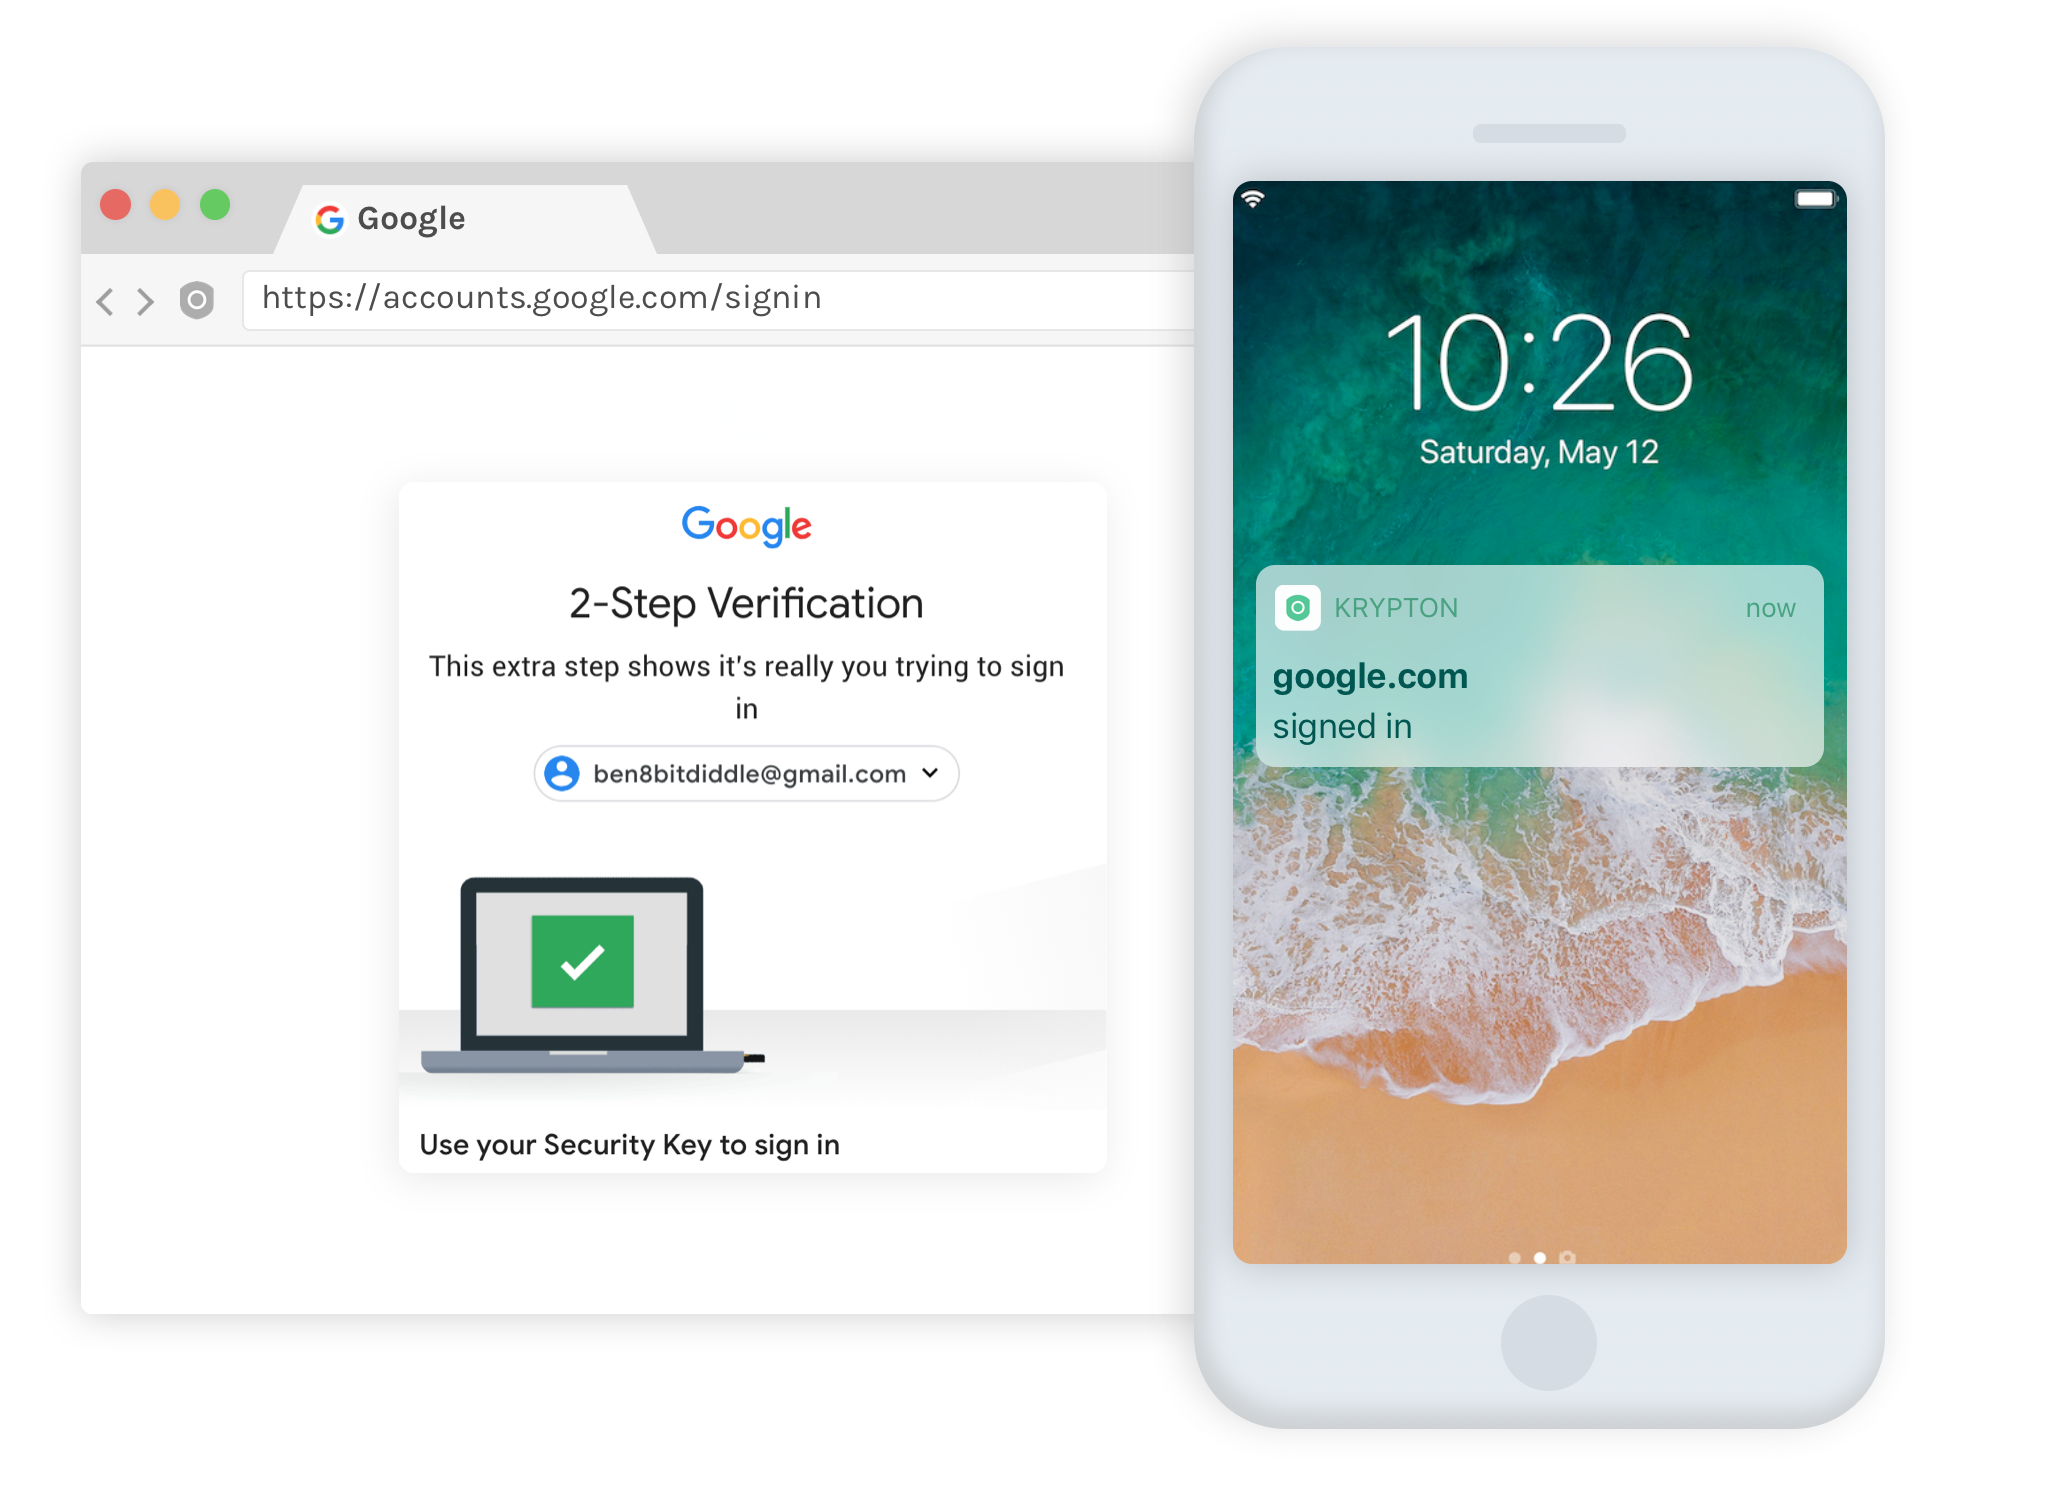 Google
https://accounts.google.com/signin
Google
2-Step Verification
This extra step shows it's really you trying to sign
in
ben8bitdiddle@gmail.com
Use your Security Key to sign in
10:26
Saturday, May 12
KRYPTON now
google.com
signed in